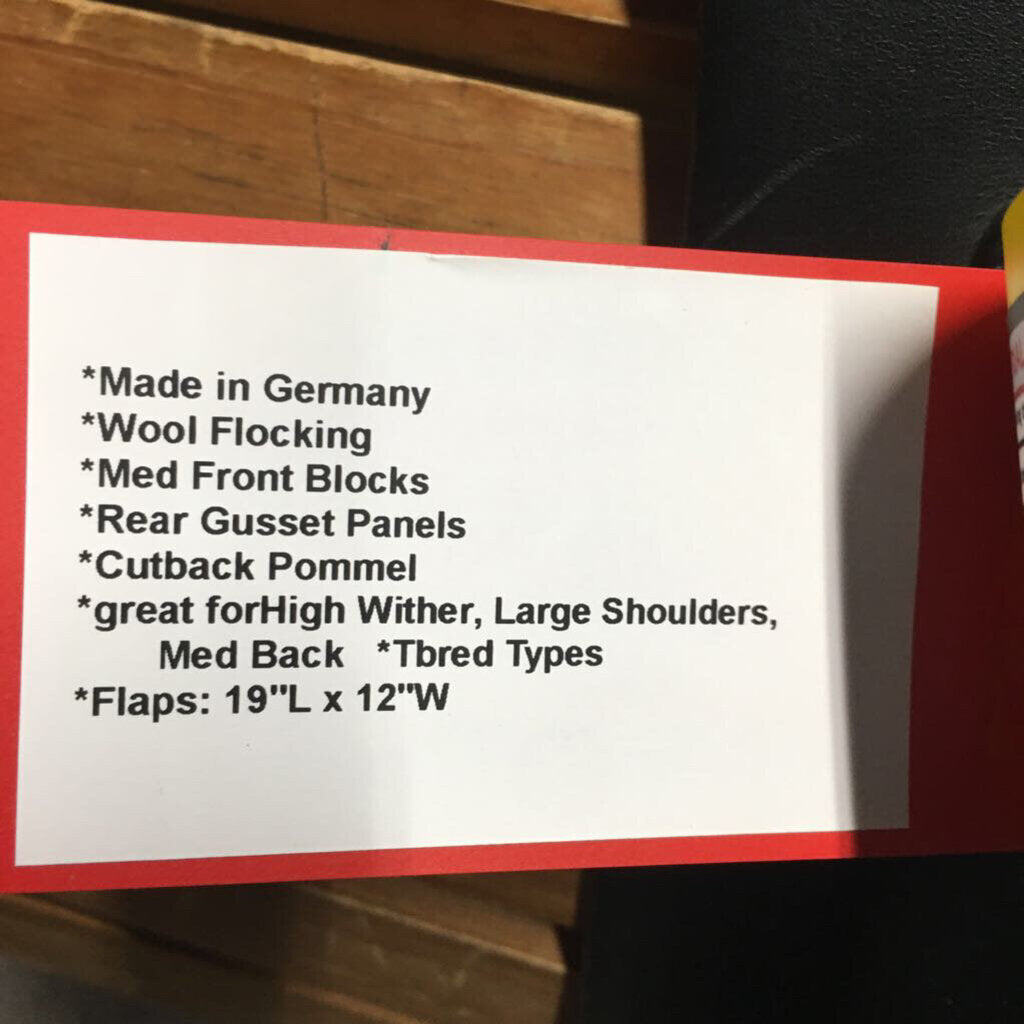 *Made in Germany
*Wool Flocking
*Med Front Blocks
*Rear Gusset Panels
*Cutback Pommel
*great forHigh Wither, Large Shoulders,
Med Back *Tbred Types
*Flaps: 19"L x 12"W